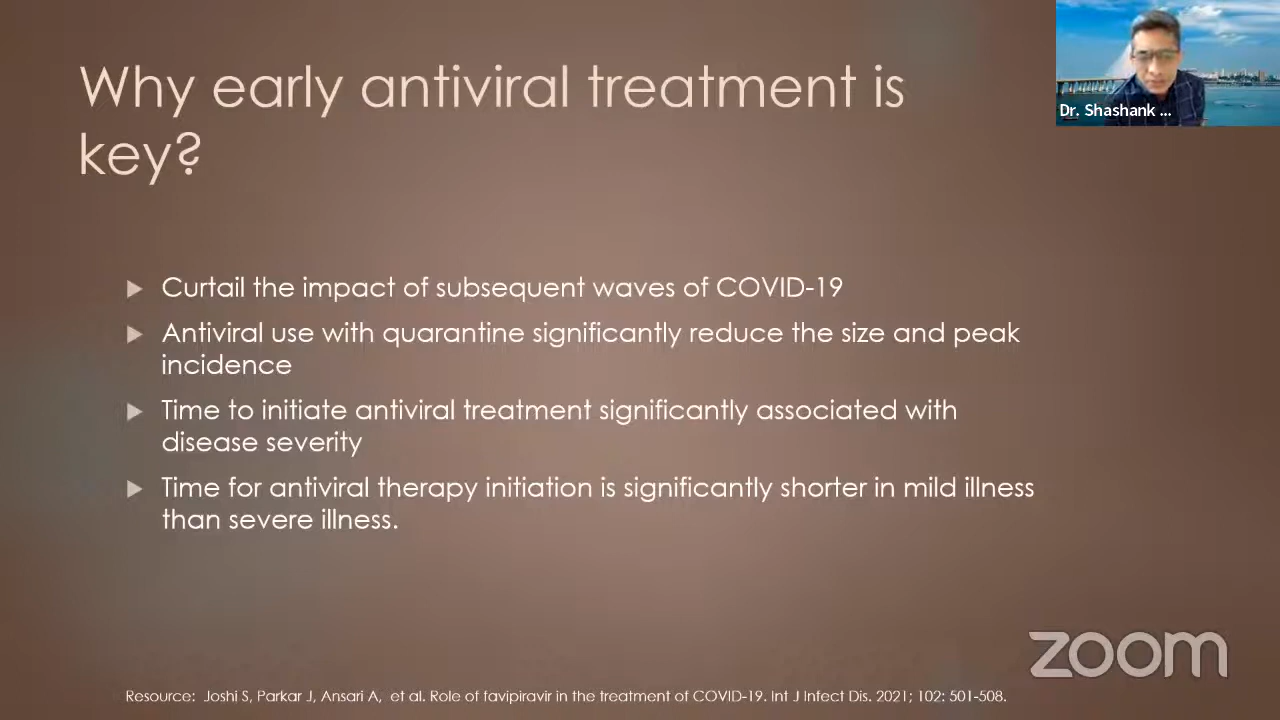 Why early antiviral treatment is
key?
Dr. Shashank ...
Curtail the impact of subsequent waves of COVID-19
Antiviral use with quarantine significantly reduce the size and peak
incidence
Time to initiate antiviral treatment significantly associated with
disease severity
Time for antiviral therapy initiation is significantly shorter in mild illness
than severe illness.
zoom
Resource: Joshi S, Parkar J, Ansari A, et al. Role of favipiravir in the treatment of COVID-19. Int J Infect Dis. 2021; 102: 501-508.